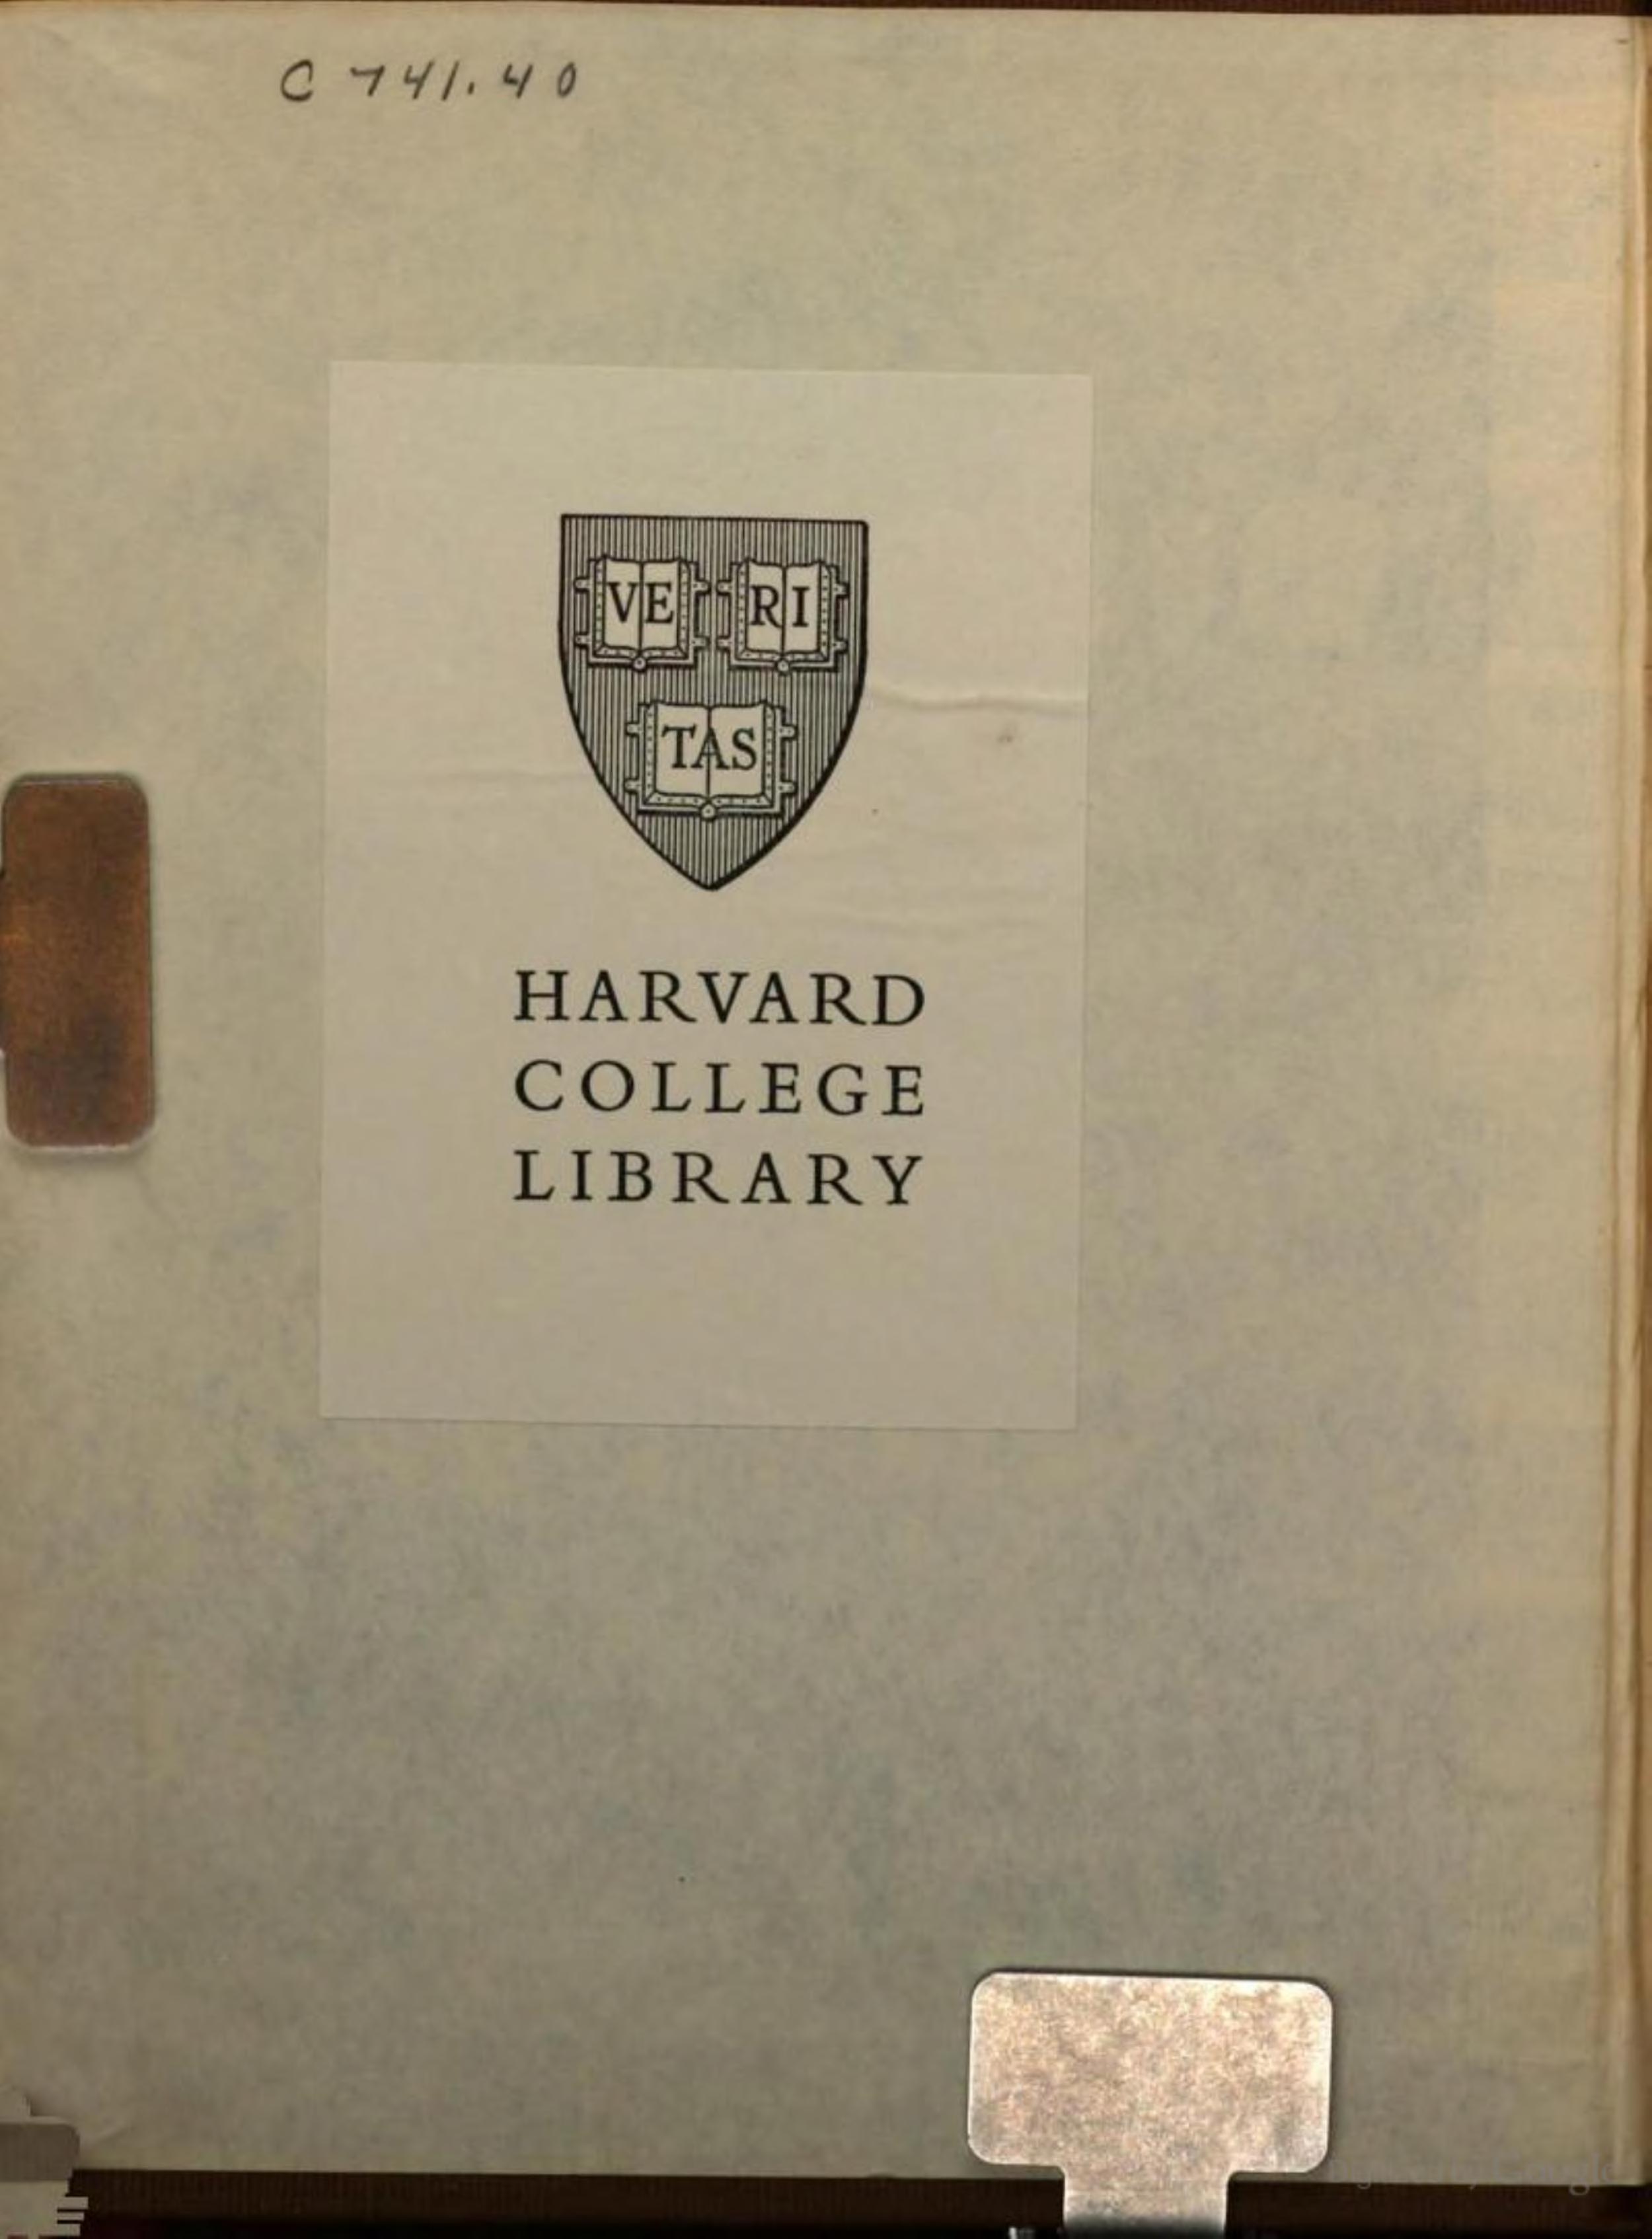 C 741.40
VE RI
TAS
HARVARD
COLLEGE
LIBRARY